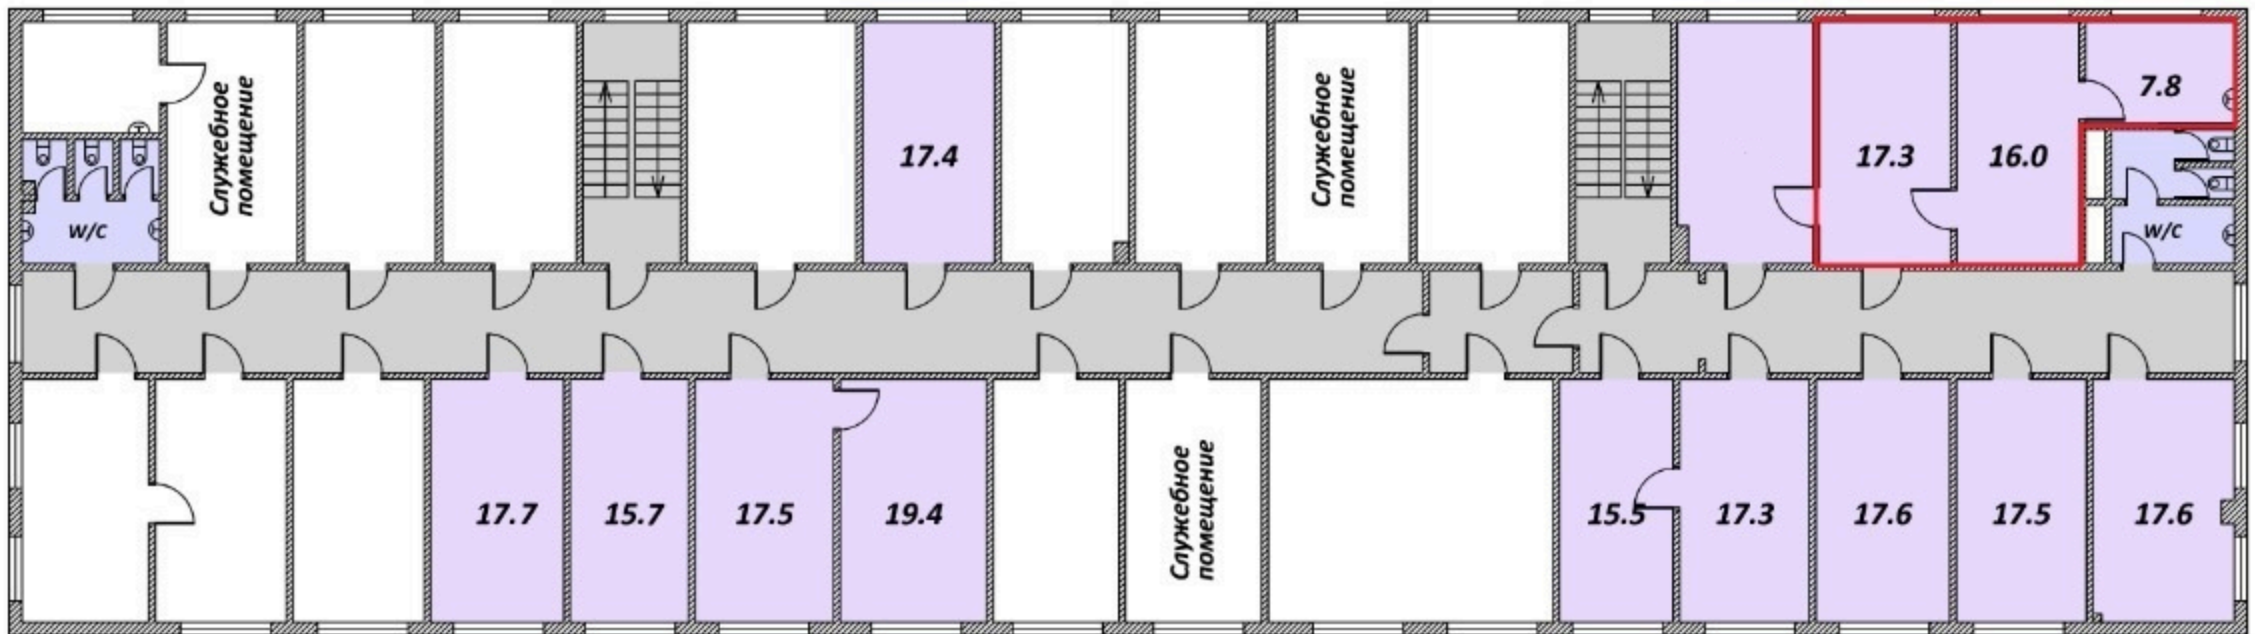 Служебное
помещение
17.4
Служебное
помещение
17.3
16.0
7.8
w/c
w/c
17.7
15.7
17.5
19.4
Служебное
помещение
15.5
17.3
17.6
17.5
17.6